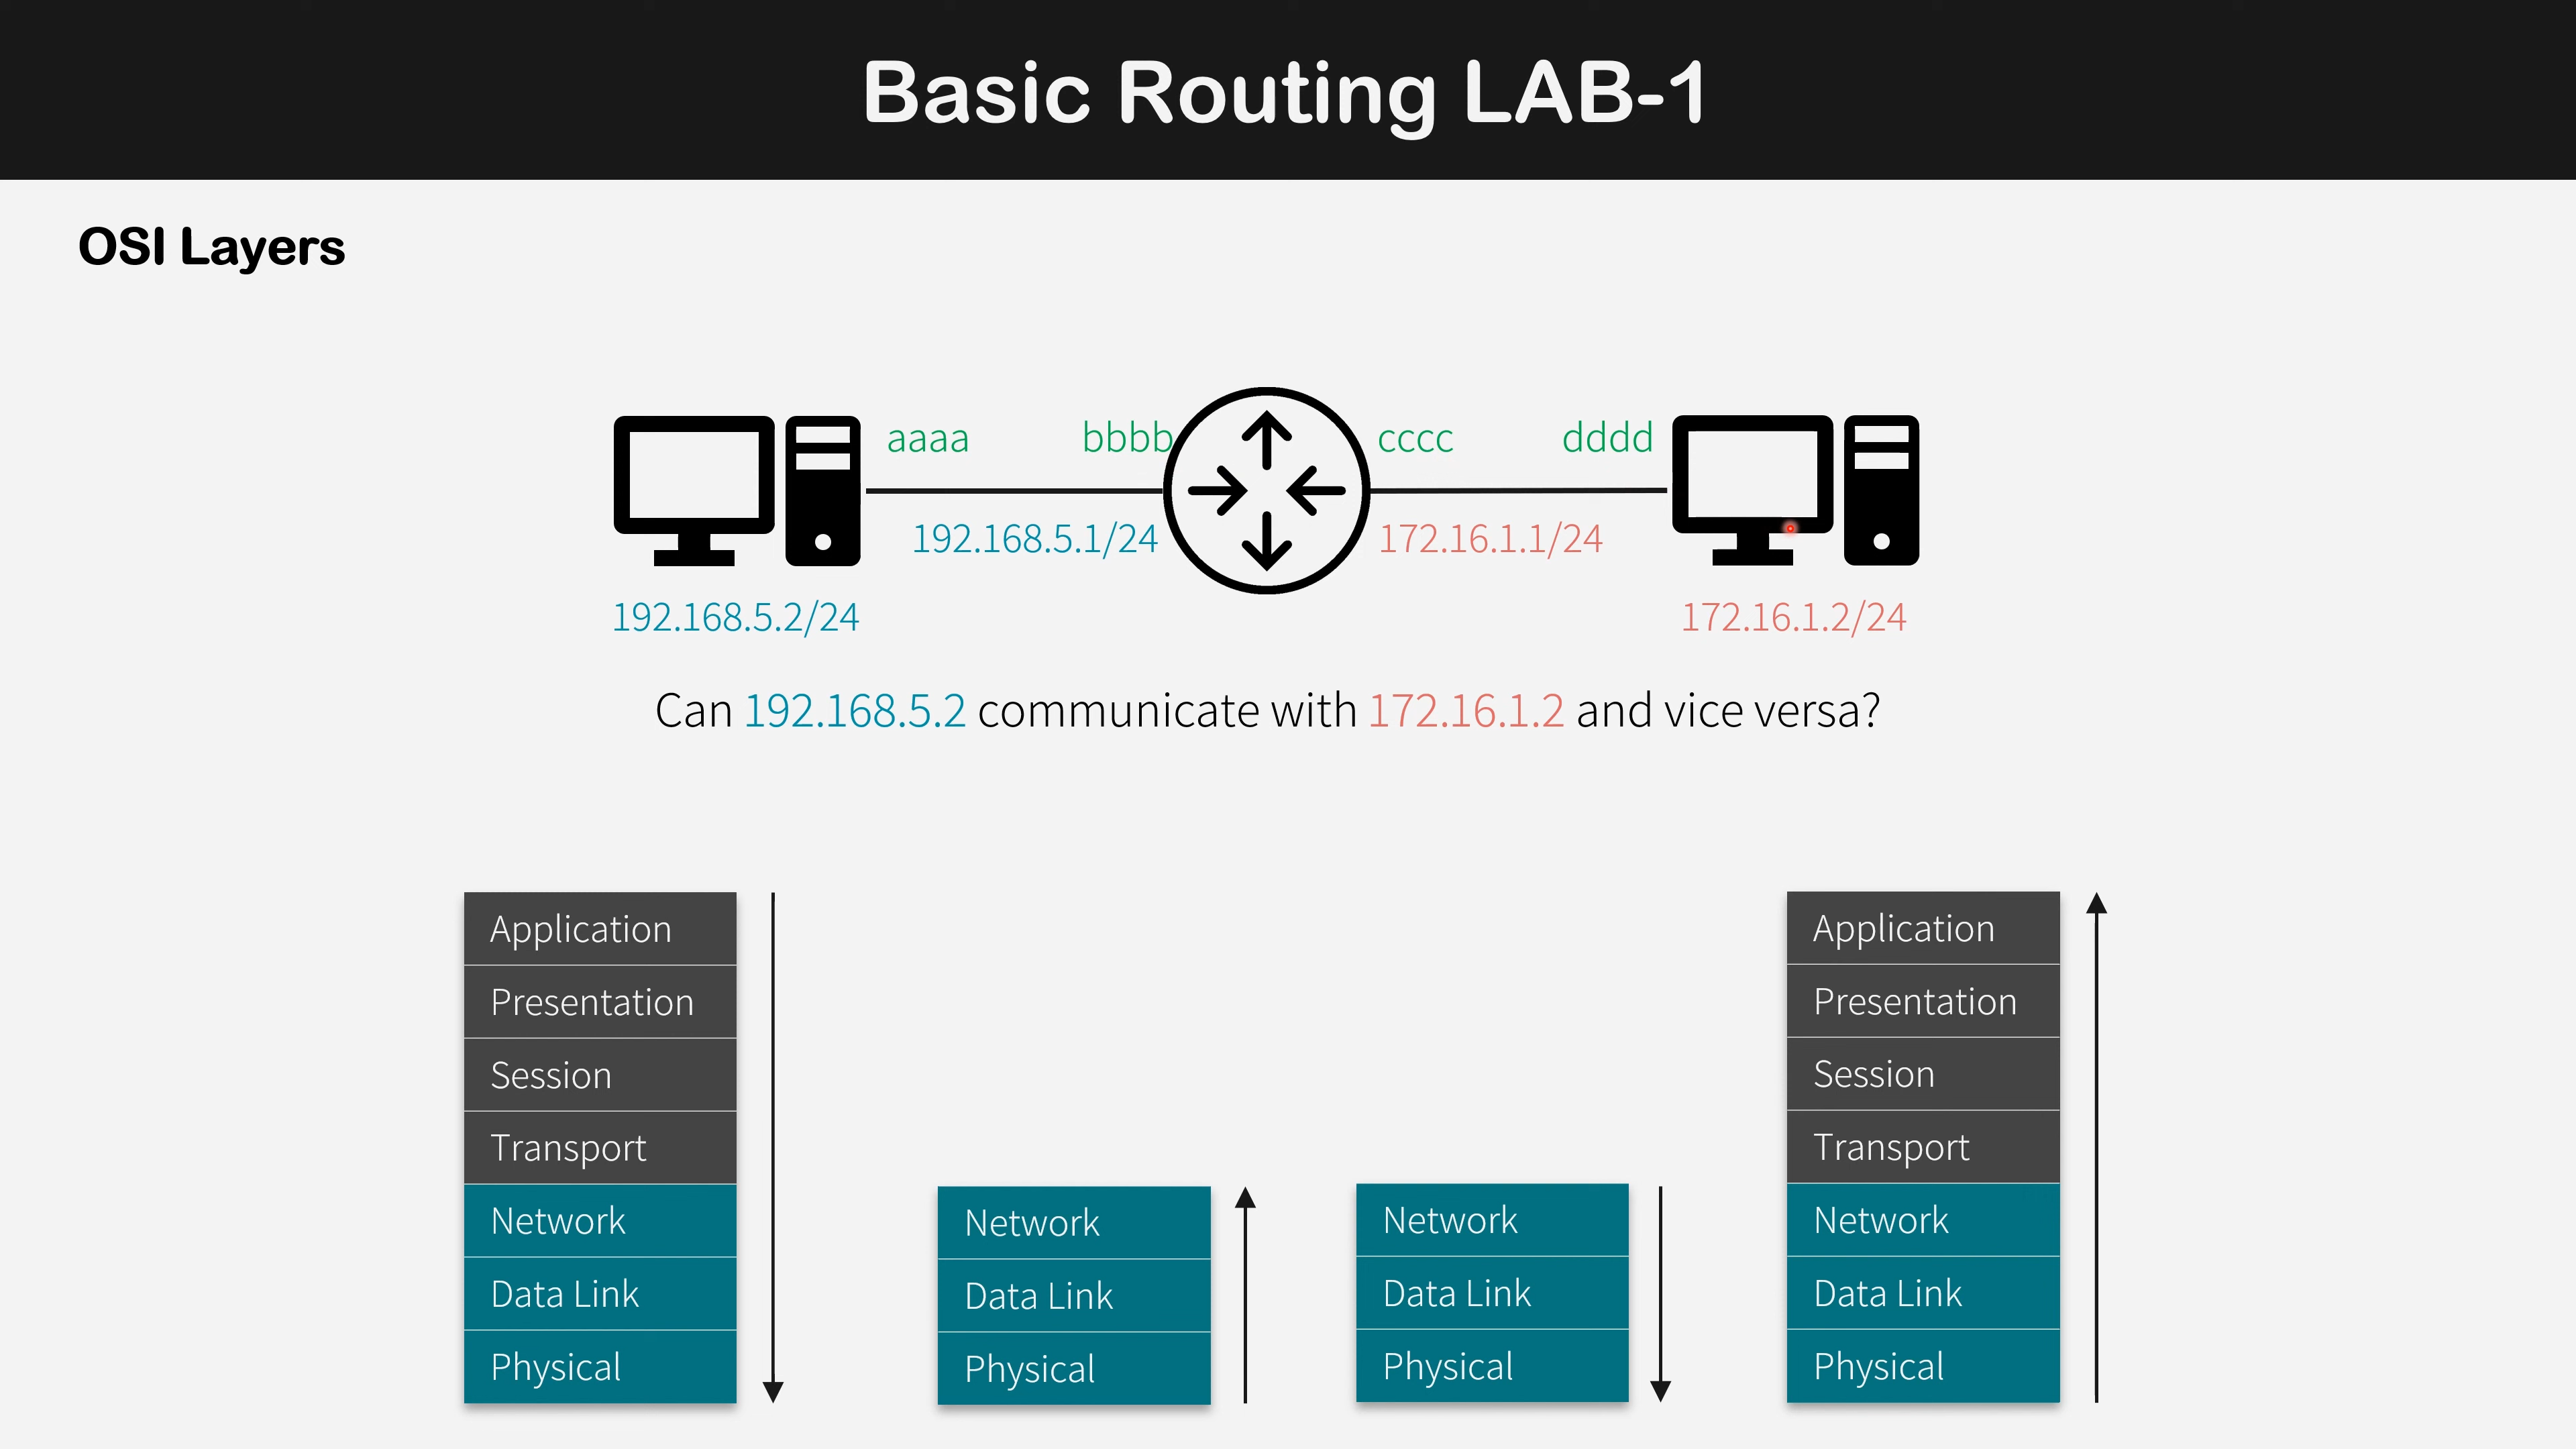 Basic Routing LAB-1
OSI Layers
aaaa
bbbb
cccc
dddd
192.168.5.1/24
172.16.1.1/24
192.168.5.2/24
172.16.1.2/24
Can 192.168.5.2 communicate with 172.16.1.2 and vice versa?
Application
Presentation
Session
Transport
Network
Data Link
Physical
Network
Data Link
Physical
Network
Data Link
Physical
Application
Presentation
Session
Transport
Network
Data Link
Physical